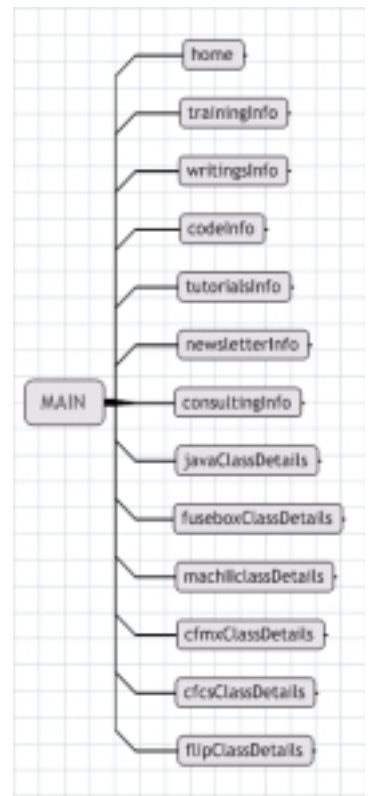 home
trainingInfo
writingsInfo
codeInfo
tutorialsInfo
newsletterInfo
MAIN
consultingInfo
javaClassDetails
fuseboxClassDetails
machIIclassDetails
cfmxClassDetails
cfcsClassDetails
flipClassDetails